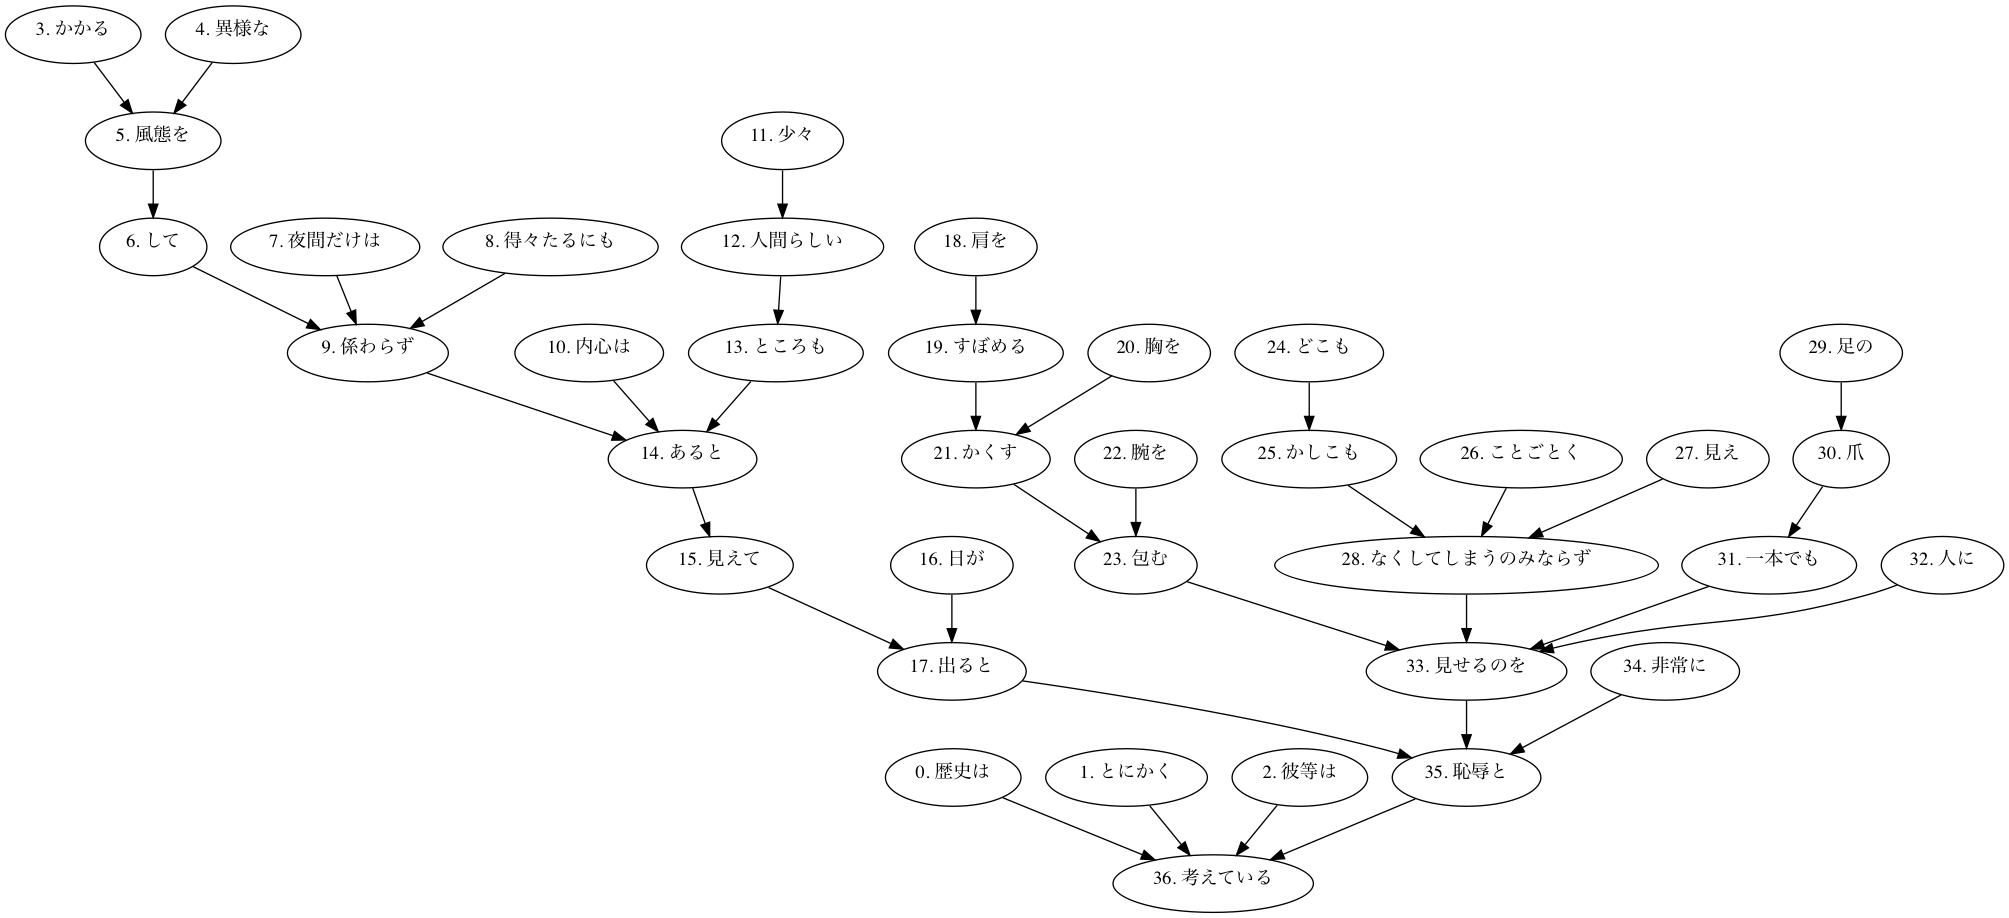 3. かかる
4. 異様な
5. 風態を
11. 少々
6. して
7. 夜間だけは
8. 得々たるにも
12. 人間らしい
18. 肩を
9. 係わらず
10. 内心は
13. ところも
19. すぼめる
20. 胸を
24. どこも
29. 足の
14. あると
21. かくす
22. 腕を
25. かしこも
26. ことごとく
27. 見え
30. 爪
15. 見えて
16. 日が
23. 包む
28. なくしてしまうのみならず
31. 一本でも
32. 人に
17. 出ると
33. 見せるのを
34. 非常に
0. 歴史は
1. とにかく
2. 彼等は
35. 恥辱と
36. 考えている